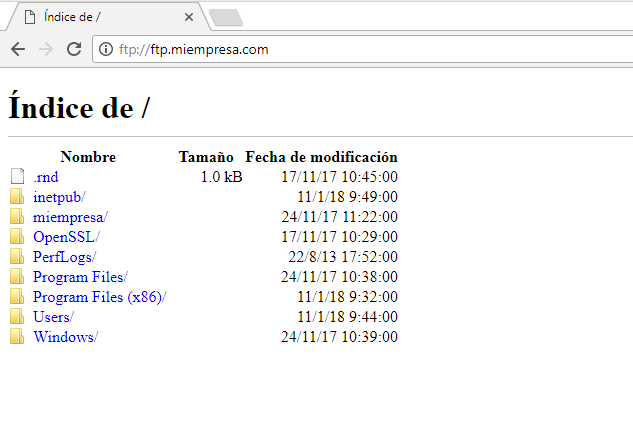 Índice de /
ftp://ftp.miempresa.com
Índice de /
Nombre Tamaño Fecha de modificación
.rnd 1.0 kB 17/11/17 10:45:00
inetpub/ 11/1/18 9:49:00
miempresa/ 24/11/17 11:22:00
OpenSSL/ 17/11/17 10:29:00
PerfLogs/ 22/8/13 17:52:00
Program Files/ 24/11/17 10:38:00
Program Files (x86)/ 11/1/18 9:32:00
Users/ 11/1/18 9:44:00
Windows/ 24/11/17 10:39:00